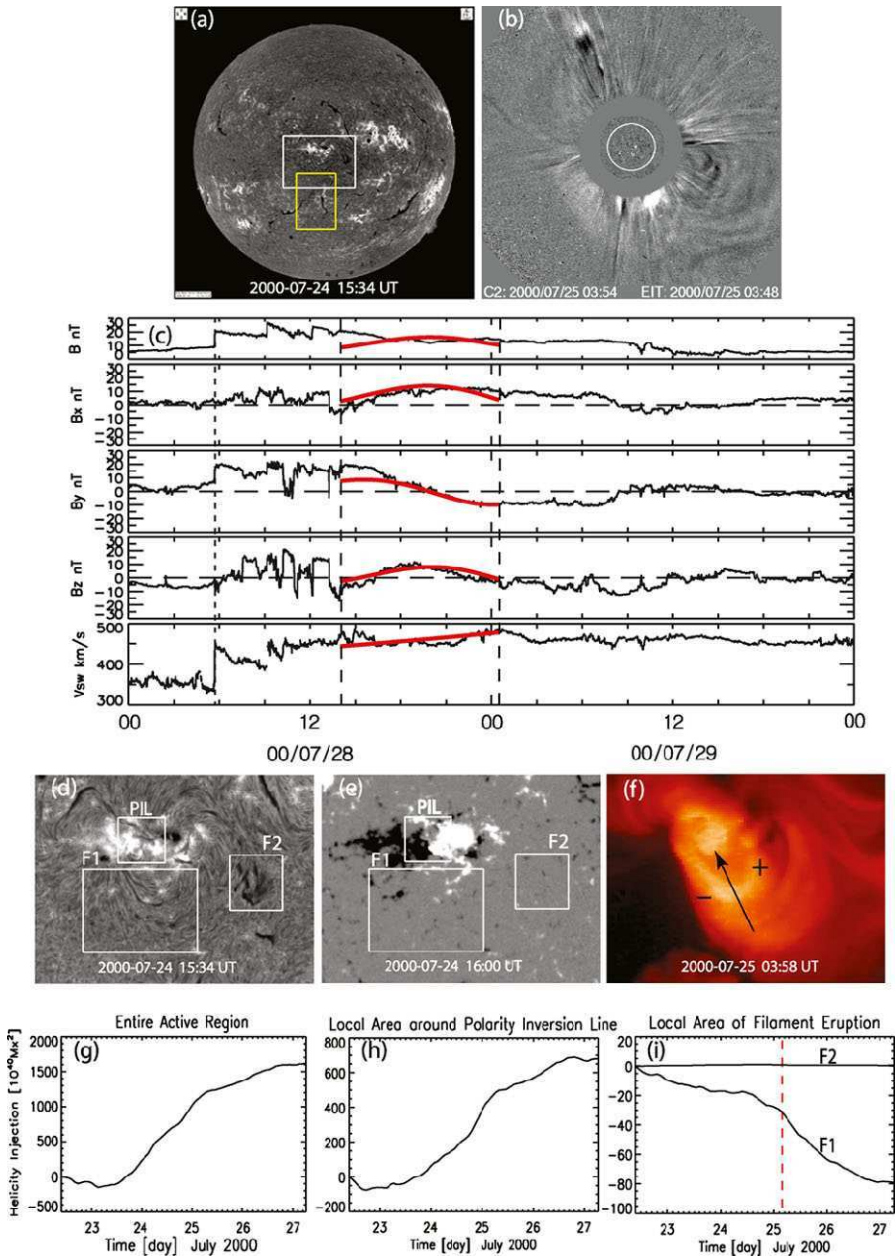 (a)
2000-07-24 15:34 UT
(b)
C2: 2000/07/25 03:54 EIT: 2000/07/25 03:48
(c)
B nT
30
20
10
0
Bx nT
30
20
10
0
−10
−20
−30
By nT
30
20
10
0
−10
−20
−30
Bz nT
30
20
10
0
−10
−20
−30
Vsw km/s
500
400
300
00 12 00 12 00
00/07/28 00/07/29
(d)
PIL
F1
F2
2000-07-24 15:34 UT
(e)
PIL
F1
F2
2000-07-24 16:00 UT
(f)
+
−
2000-07-25 03:58 UT
Entire Active Region
(g)
Helicity Injection [10⁴⁰Mx²]
2000
1500
1000
500
0
−500
23 24 25 26 27
Time [day] July 2000
Local Area around Polarity Inversion Line
(h)
800
600
400
200
0
−200
23 24 25 26 27
Time [day] July 2000
Local Area of Filament Eruption
(i)
F2
F1
20
0
−20
−40
−60
−80
−100
23 24 25 26 27
Time [day] July 2000